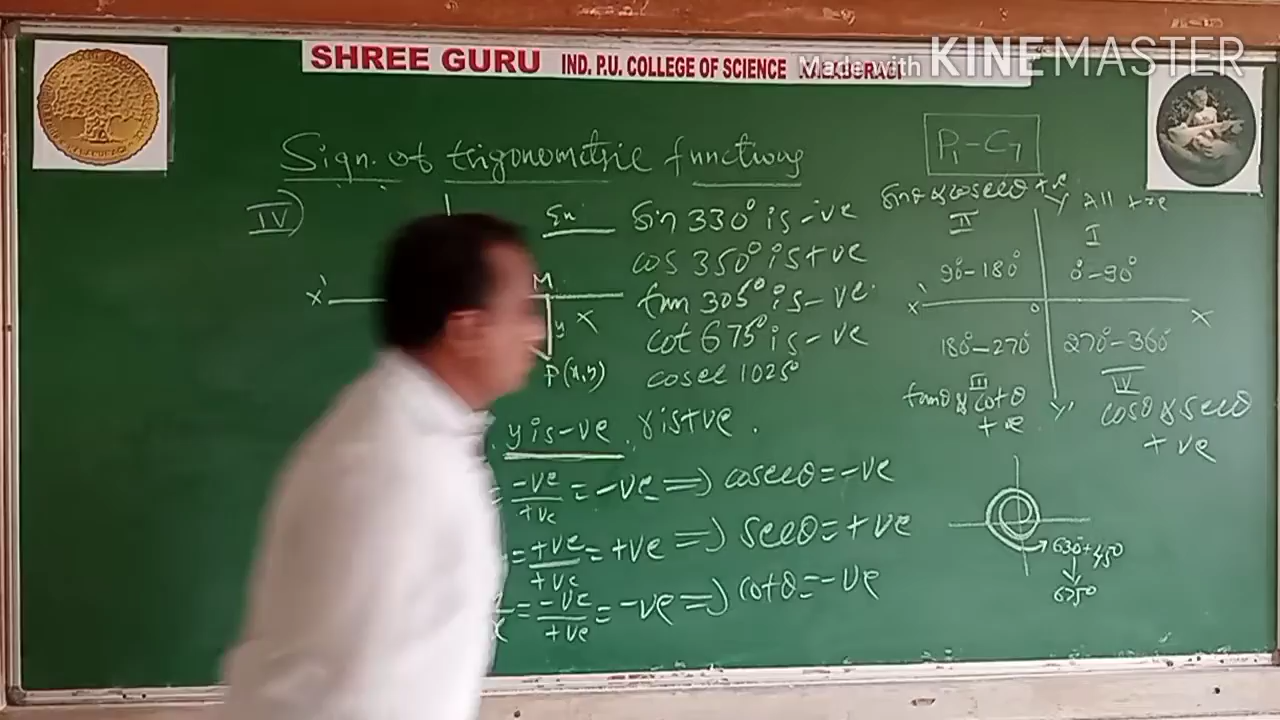 SHREE GURU IND. P.U. COLLEGE OF SCIENCE
Made with KINEMASTER
Sign of trigonometric functions
P₁-C₇
IV)
Ex
Sin 330° is -ve
cos 350° is +ve
tan 305° is -ve.
cot 675° is -ve
cosec 1025°
X'
M
X
y
P(x,y)
y is -ve, r is +ve.
= -ve/+ve = -ve => cosecθ = -ve
= +ve/+ve = +ve => secθ = +ve
= -ve/+ve = -ve => cotθ = -ve
sinθ & cosecθ +ve
Y
All +ve
II
I
90°-180°
0°-90°
X'
o
X
180°-270°
270°-360°
III
IV
tanθ & cotθ
+ve
Y'
cosθ & secθ
+ve
630+45°
675°